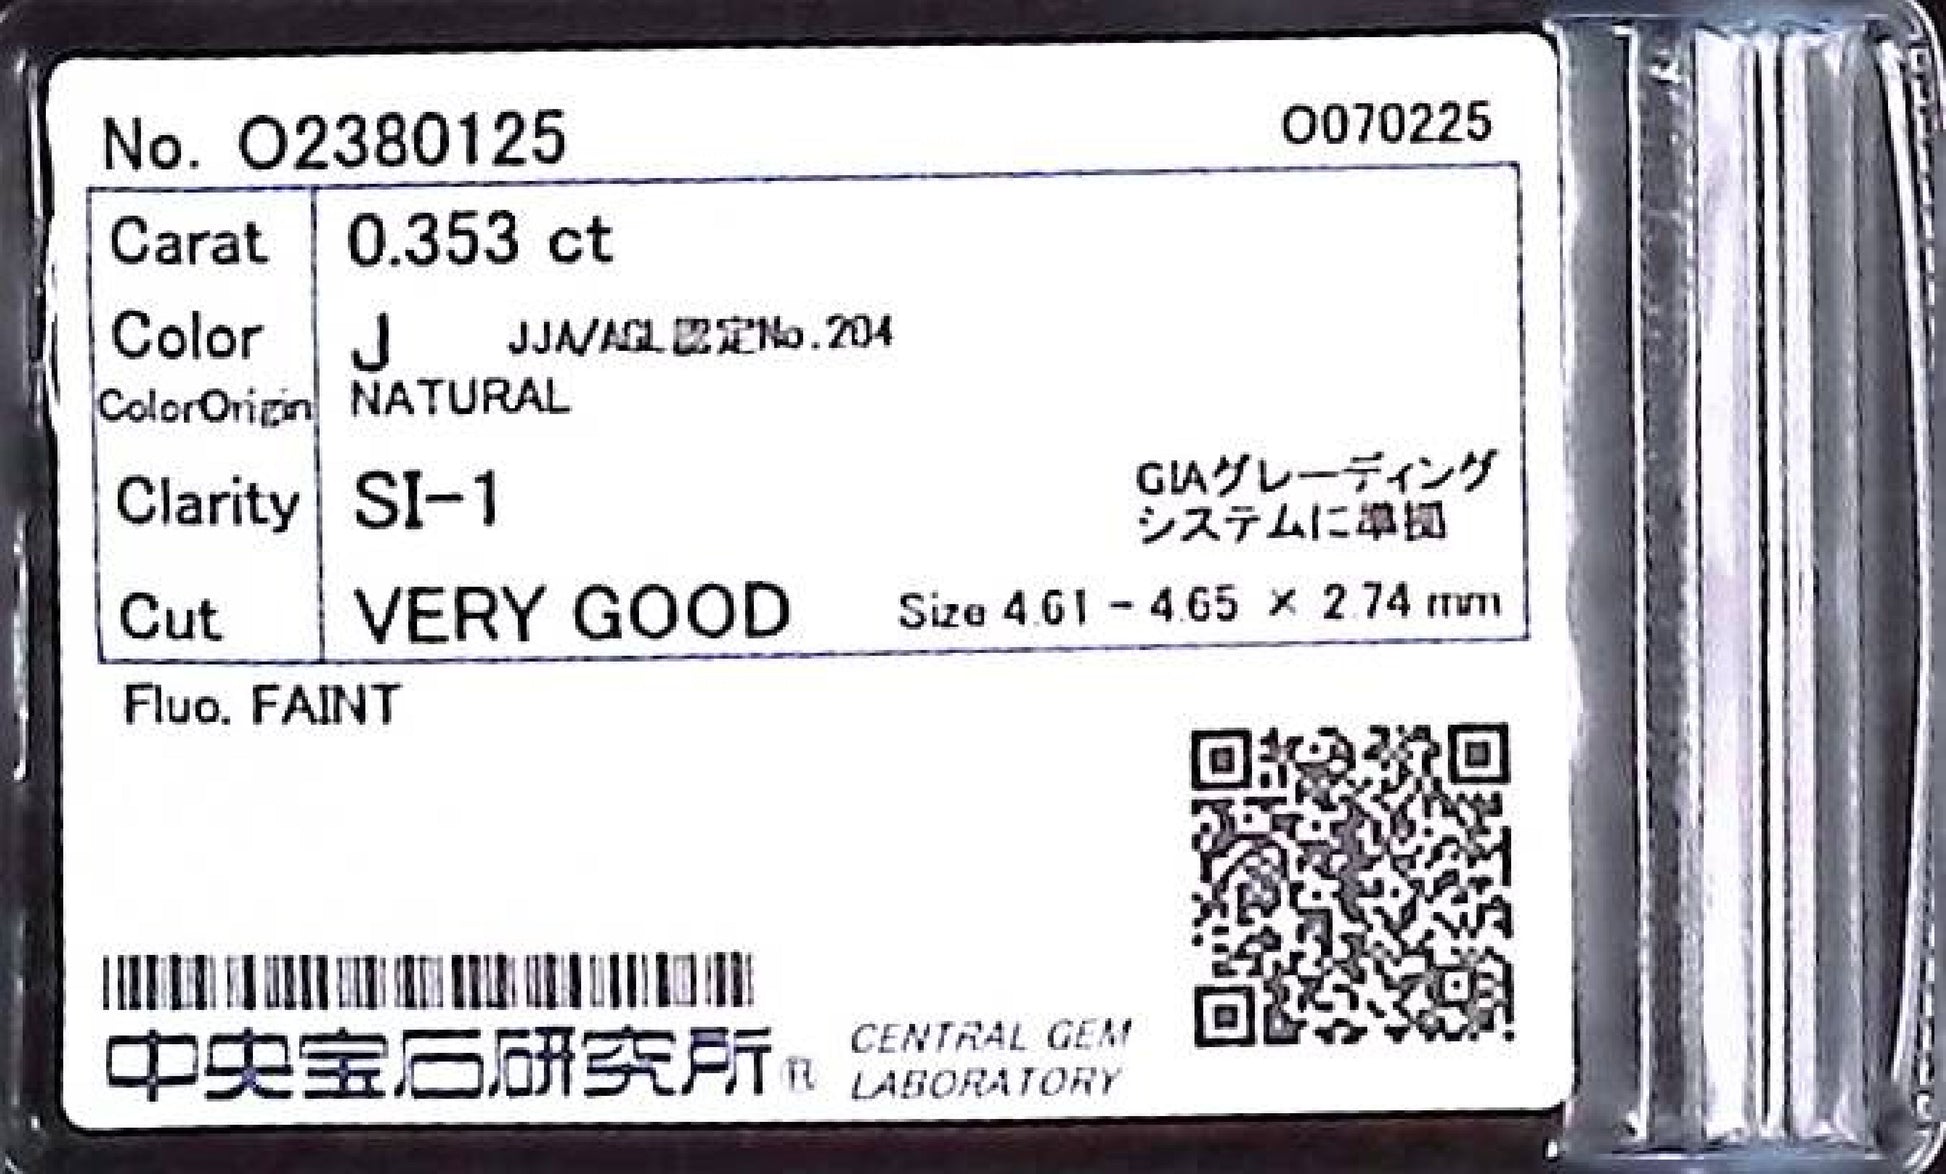 No. O2380125
O070225
Carat 0.353 ct
Color J JJA/AGL認定No.204
ColorOrigin NATURAL
Clarity SI-1
GIAグレーディング
システムに準拠
Cut VERY GOOD Size 4.61 - 4.65 × 2.74 mm
Fluo. FAINT
中央宝石研究所®
CENTRAL GEM
LABORATORY